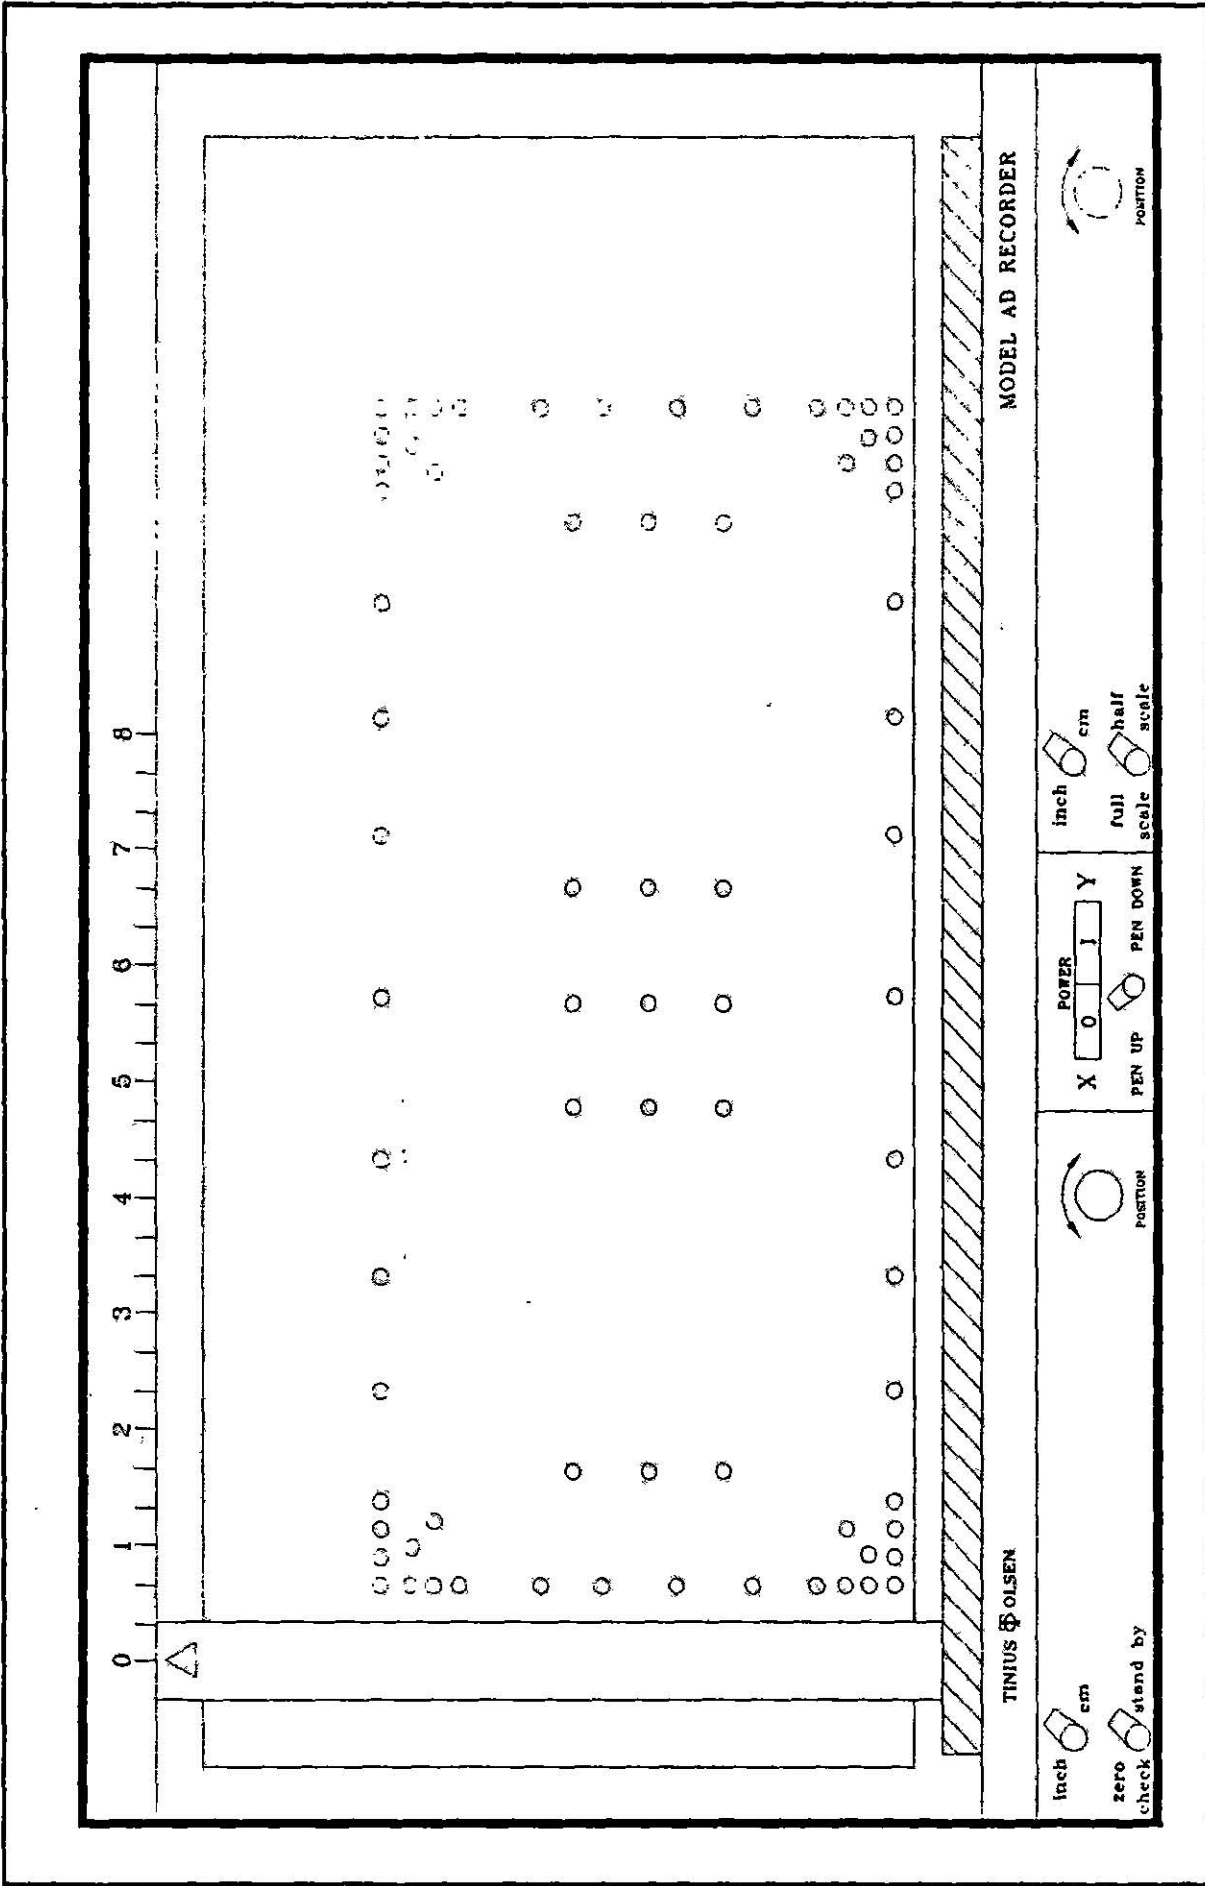 0 1 2 3 4 5 6 7 8
TINIUS OLSEN
MODEL AD RECORDER
inch
cm
zero
check
stand by
POSITION
X
POWER
0 1
Y
PEN UP
PEN DOWN
inch
cm
full
scale
half
scale
POSITION